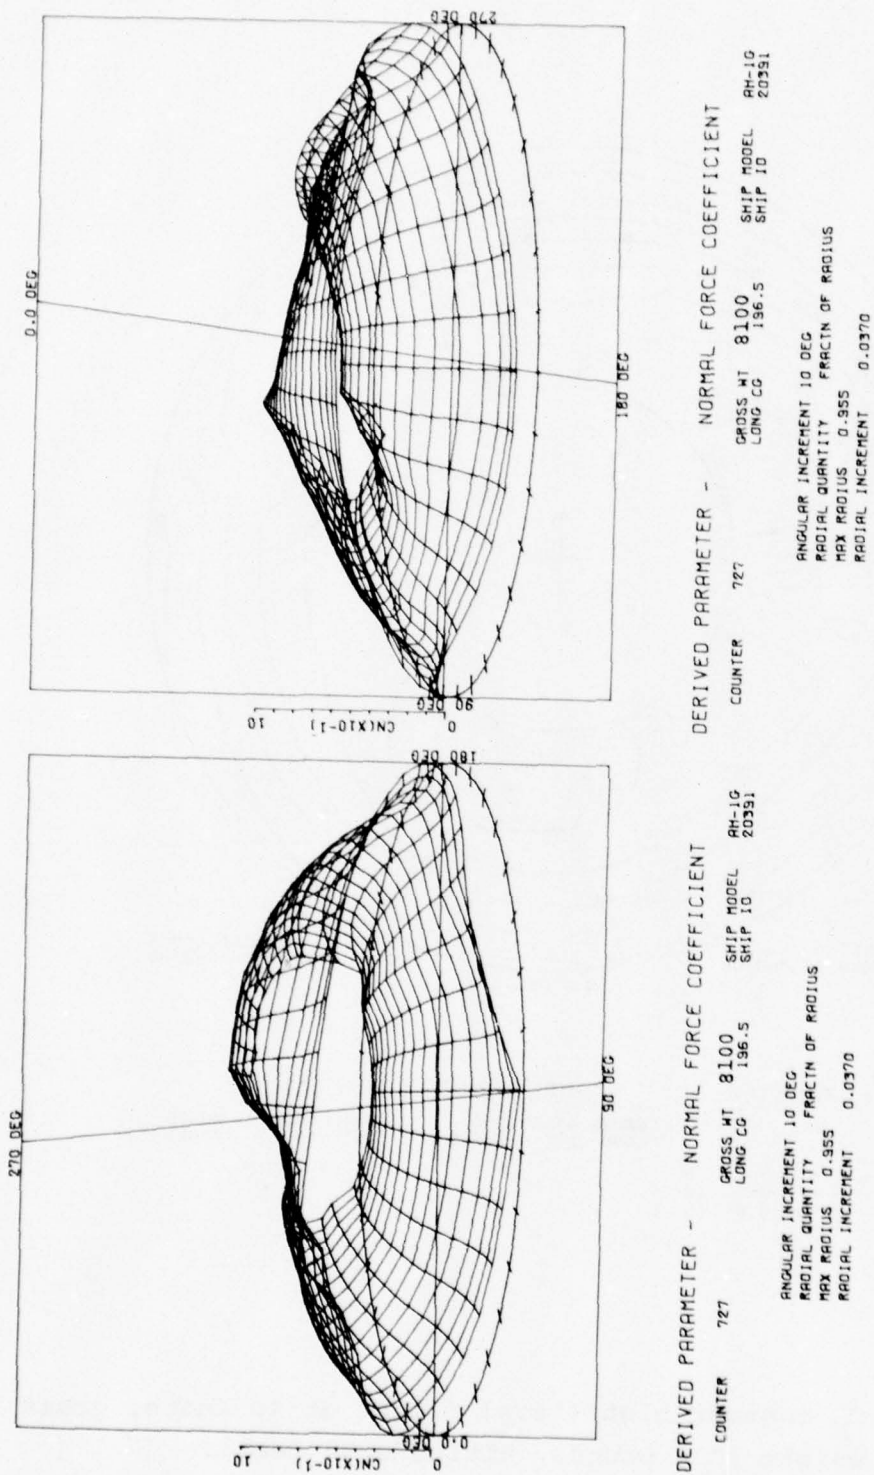 270 DEG
180 DEG
90 DEG
0.0 DEG
CN(X10-1)
10
0
DERIVED PARAMETER - NORMAL FORCE COEFFICIENT
COUNTER 727 GROSS WT 8100 SHIP MODEL AH-1G
LONG CG 196.5 SHIP ID 20391
ANGULAR INCREMENT 10 DEG
RADIAL QUANTITY FRACTN OF RADIUS
MAX RADIUS 0.955
RADIAL INCREMENT 0.0370
0.0 DEG
270 DEG
180 DEG
90 DEG
CN(X10-1)
10
0
DERIVED PARAMETER - NORMAL FORCE COEFFICIENT
COUNTER 727 GROSS WT 8100 SHIP MODEL AH-1G
LONG CG 196.5 SHIP ID 20391
ANGULAR INCREMENT 10 DEG
RADIAL QUANTITY FRACTN OF RADIUS
MAX RADIUS 0.955
RADIAL INCREMENT 0.0370